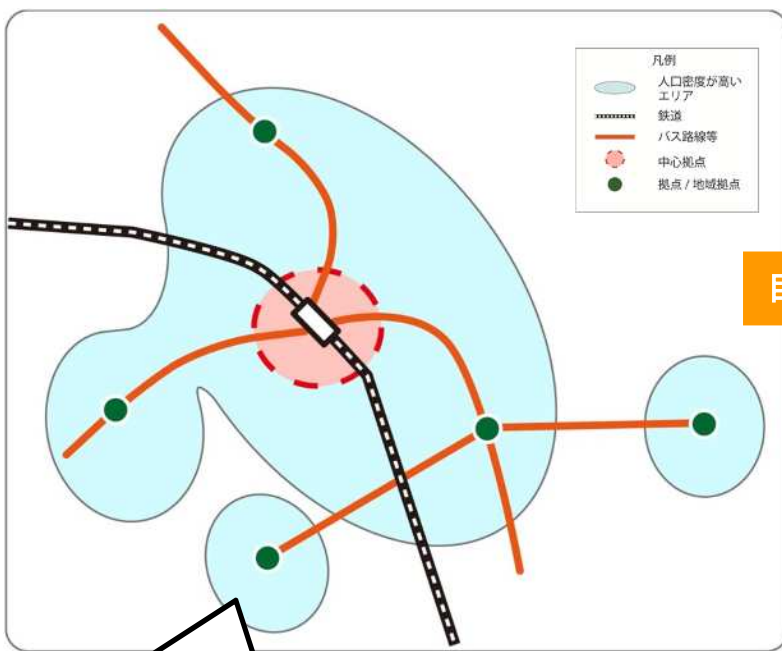 凡例
人口密度が高い
エリア
鉄道
バス路線等
中心拠点
拠点 / 地域拠点